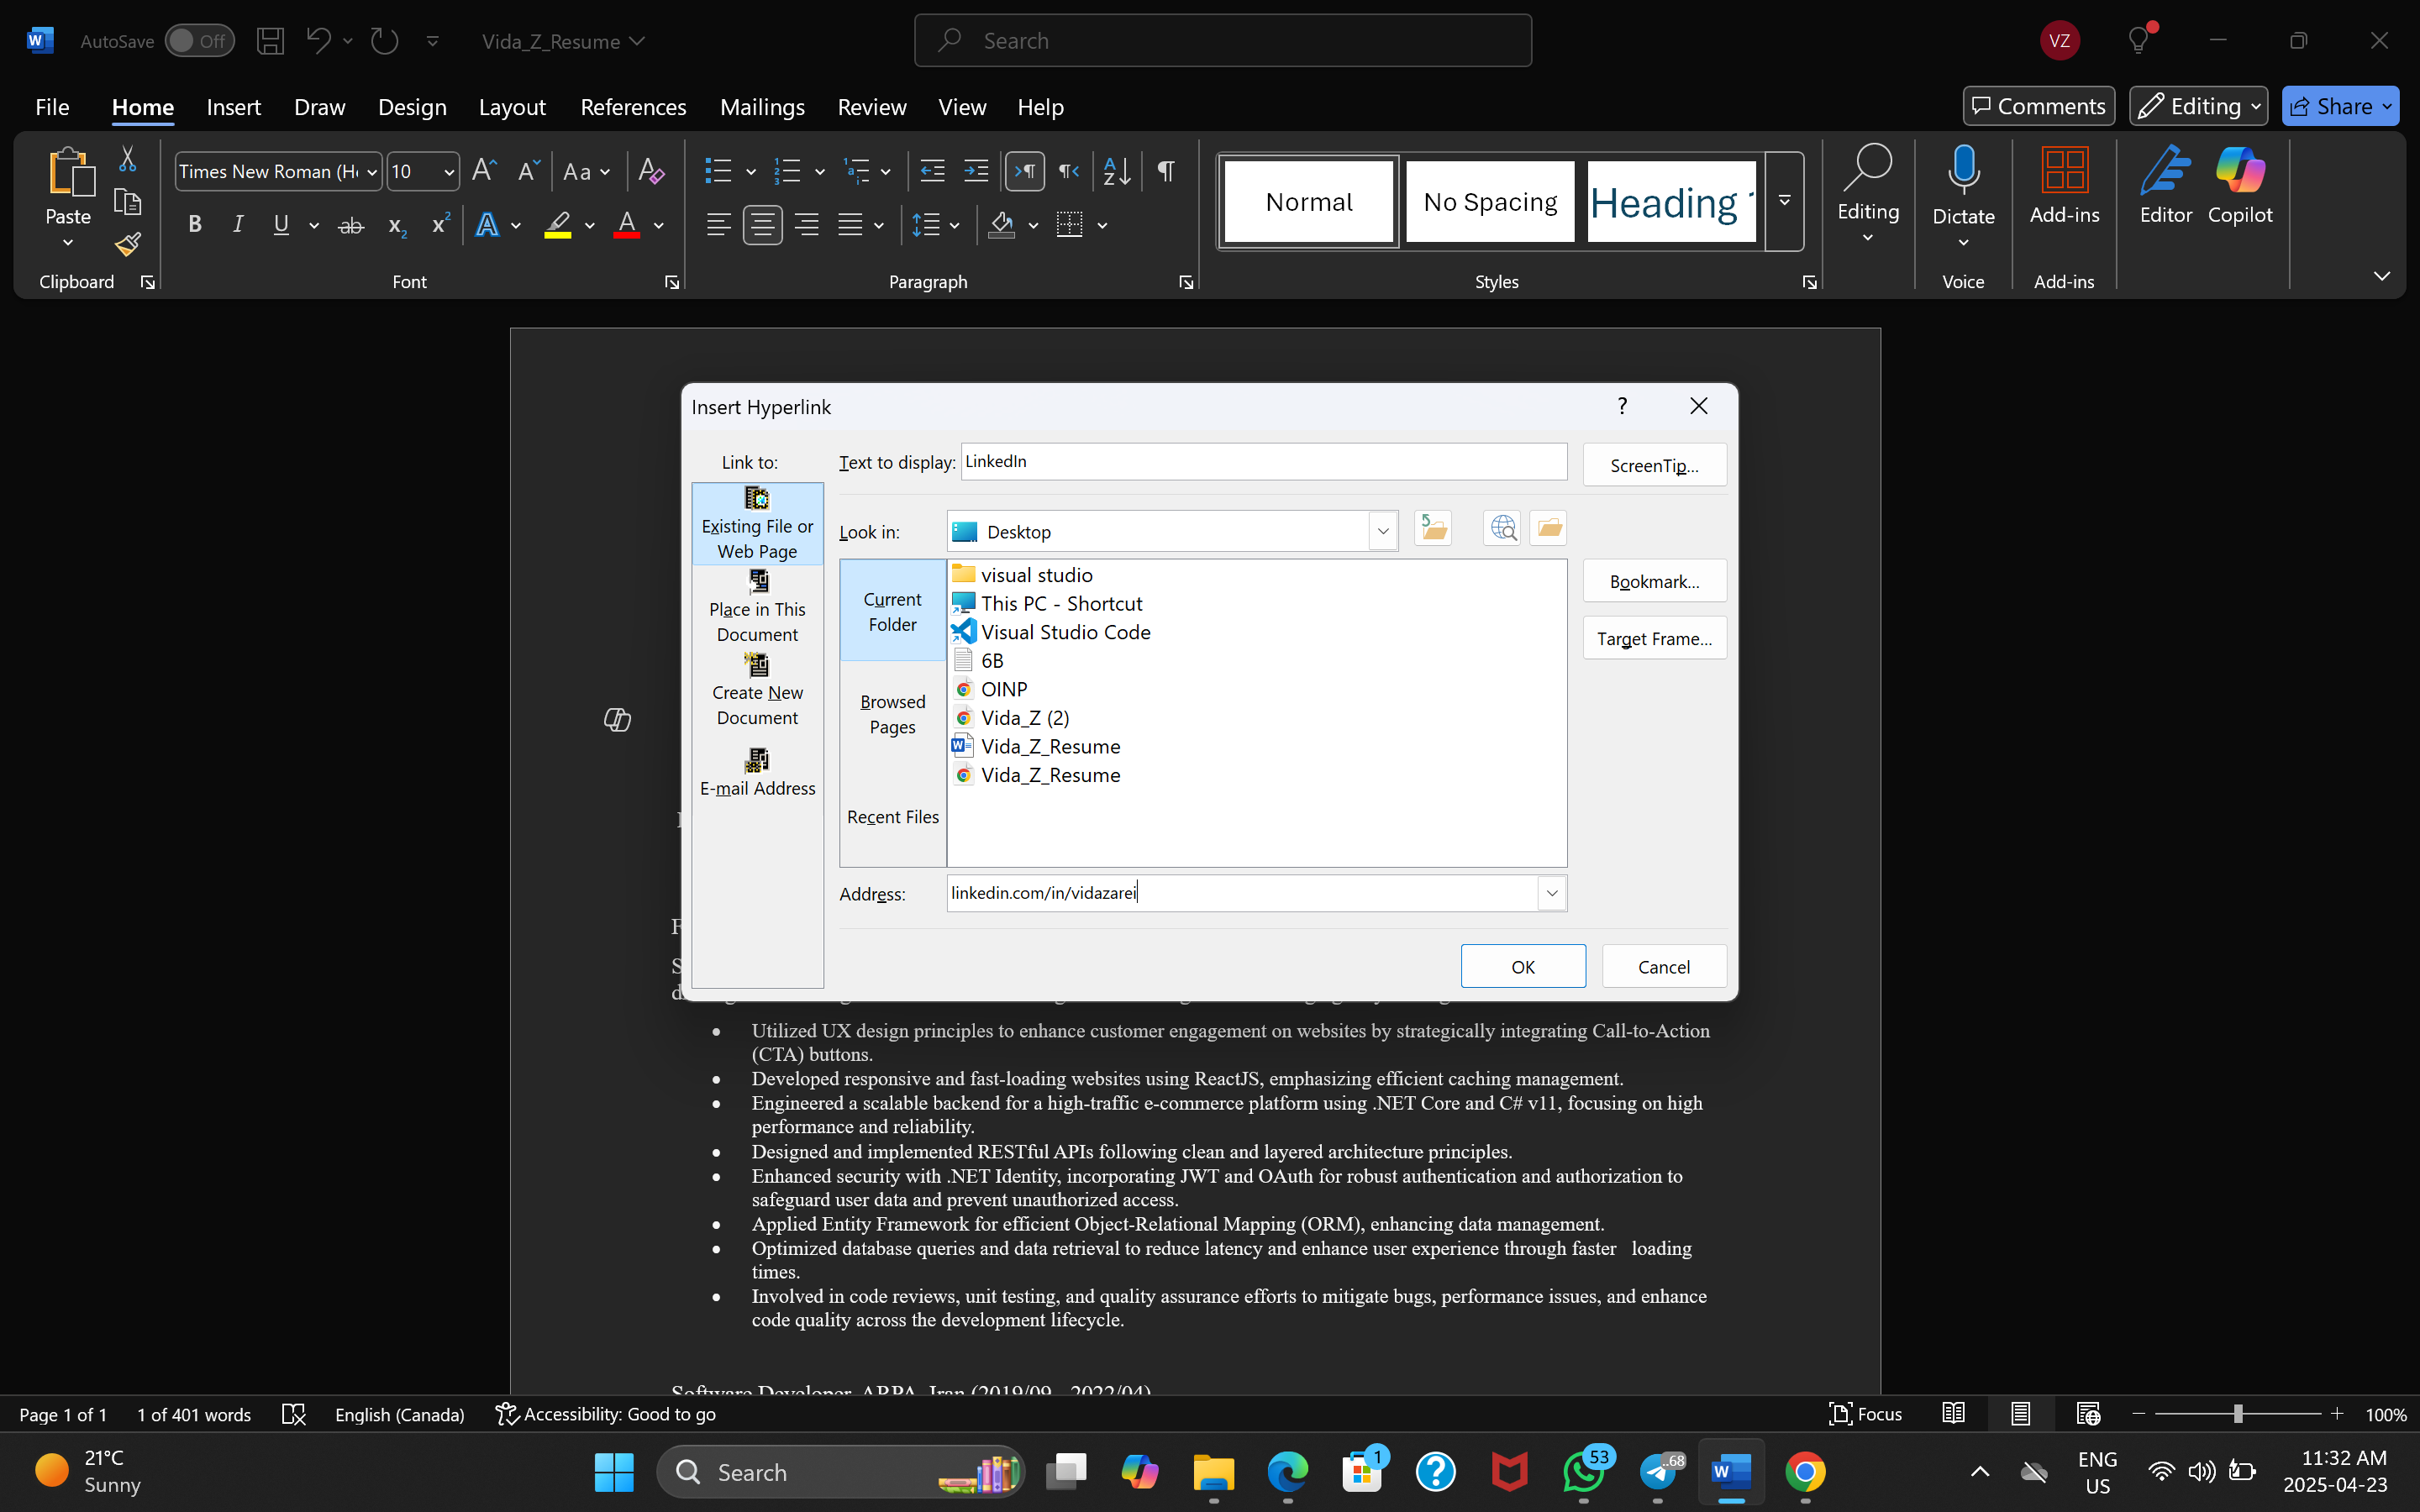 AutoSave Off Vida_Z_Resume Search VZ
File Home Insert Draw Design Layout References Mailings Review View Help Comments Editing Share
Times New Roman (He 10 Aa
Paste B I U ab x2 x2 A A
A Z
Normal No Spacing Heading 1
Editing Dictate Add-ins Editor Copilot
Clipboard Font Paragraph Styles Voice Add-ins
Insert Hyperlink ?
Link to: Text to display: LinkedIn ScreenTip...
Existing File or
Web Page
Place in This
Document
Create New
Document
E-mail Address
Look in: Desktop
Current
Folder
Browsed
Pages
Recent Files
visual studio
This PC - Shortcut
Visual Studio Code
6B
OINP
Vida_Z (2)
Vida_Z_Resume
Vida_Z_Resume
Bookmark...
Target Frame...
Address: linkedin.com/in/vidazarei
OK Cancel
• Utilized UX design principles to enhance customer engagement on websites by strategically integrating Call-to-Action
(CTA) buttons.
• Developed responsive and fast-loading websites using ReactJS, emphasizing efficient caching management.
• Engineered a scalable backend for a high-traffic e-commerce platform using .NET Core and C# v11, focusing on high
performance and reliability.
• Designed and implemented RESTful APIs following clean and layered architecture principles.
• Enhanced security with .NET Identity, incorporating JWT and OAuth for robust authentication and authorization to
safeguard user data and prevent unauthorized access.
• Applied Entity Framework for efficient Object-Relational Mapping (ORM), enhancing data management.
• Optimized database queries and data retrieval to reduce latency and enhance user experience through faster loading
times.
• Involved in code reviews, unit testing, and quality assurance efforts to mitigate bugs, performance issues, and enhance
code quality across the development lifecycle.
Software Developer, ARPA, Iran (2019/09 - 2022/04)
Page 1 of 1 1 of 401 words English (Canada) Accessibility: Good to go Focus 100%
21°C
Sunny
Search
1
53
..68
ENG
US
11:32 AM
2025-04-23